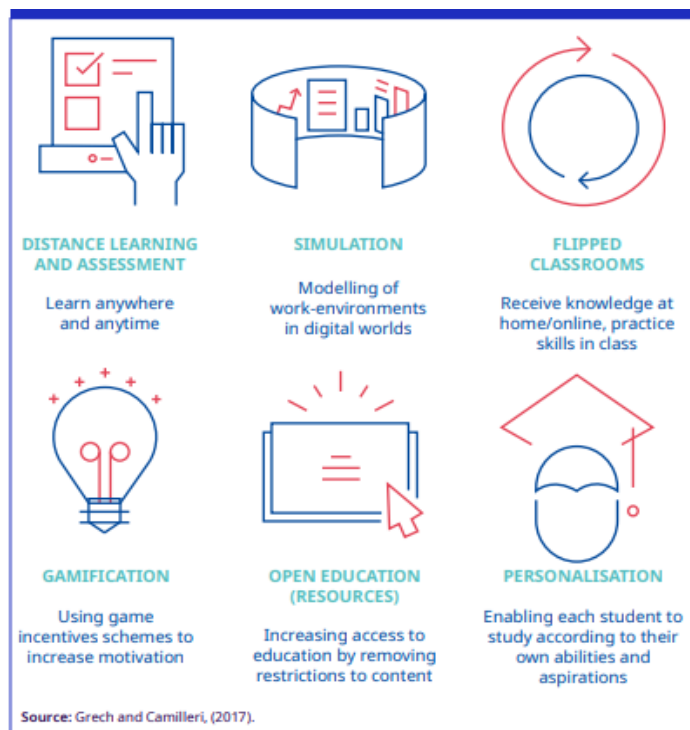 DISTANCE LEARNING
AND ASSESSMENT
Learn anywhere
and anytime
SIMULATION
Modelling of
work-environments
in digital worlds
FLIPPED
CLASSROOMS
Receive knowledge at
home/online, practice
skills in class
GAMIFICATION
Using game
incentives schemes to
increase motivation
OPEN EDUCATION
(RESOURCES)
Increasing access to
education by removing
restrictions to content
PERSONALISATION
Enabling each student to
study according to their
own abilities and
aspirations
Source: Grech and Camilleri, (2017).